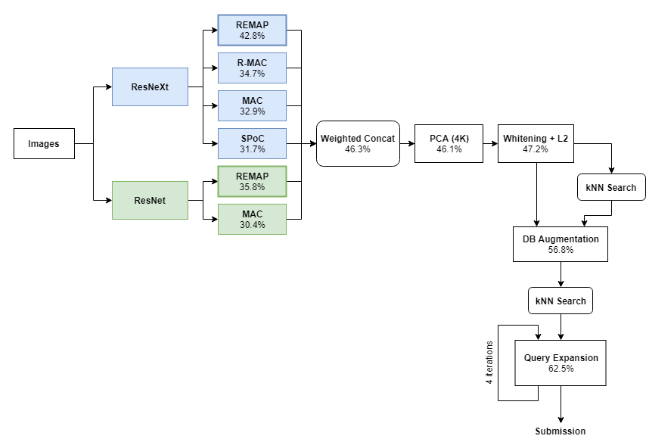 Images
ResNeXt
ResNet
REMAP
42.8%
R-MAC
34.7%
MAC
32.9%
SPoC
31.7%
REMAP
35.8%
MAC
30.4%
Weighted Concat
46.3%
PCA (4K)
46.1%
Whitening + L2
47.2%
kNN Search
DB Augmentation
56.8%
kNN Search
4 iterations
Query Expansion
62.5%
Submission